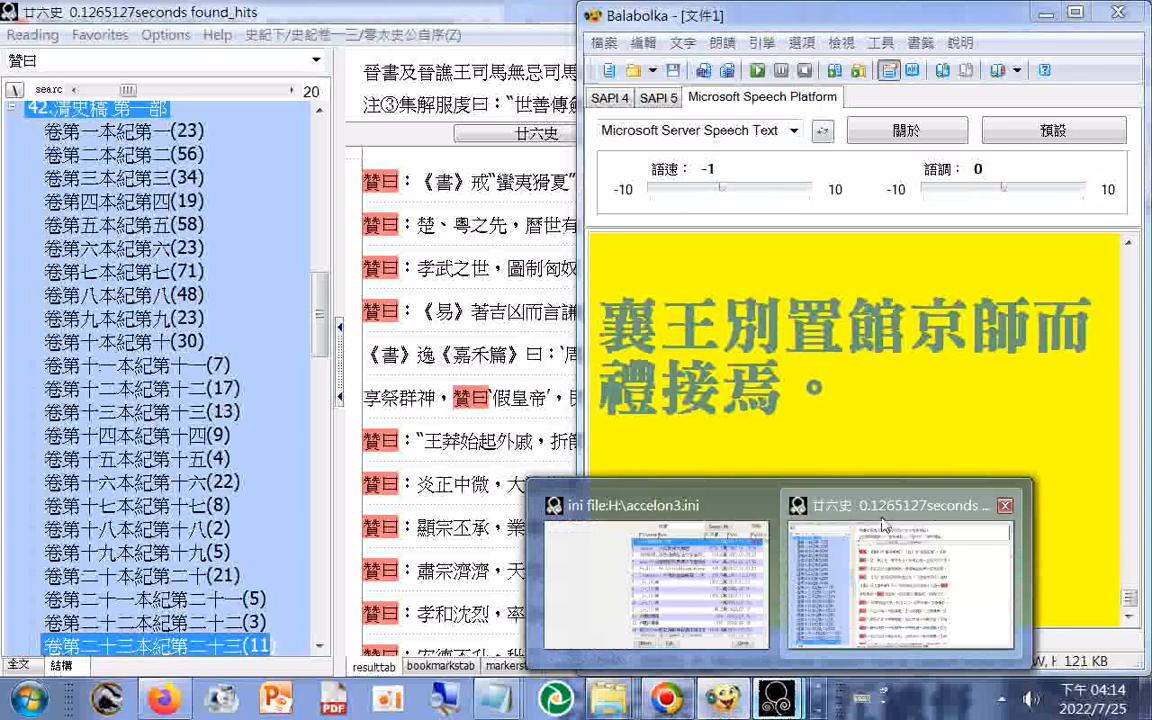 廿六史 0.1265127seconds found_hits
Reading Favorites Options Help 史記下/史記卷一三/零太史公自序(Z)
贊曰
searc 20
42.清史稿 第一部
卷第一本紀第一(23)
卷第二本紀第二(56)
卷第三本紀第三(34)
卷第四本紀第四(19)
卷第五本紀第五(58)
卷第六本紀第六(23)
卷第七本紀第七(71)
卷第八本紀第八(48)
卷第九本紀第九(23)
卷第十本紀第十(30)
卷第十一本紀第十一(7)
卷第十二本紀第十二(17)
卷第十三本紀第十三(13)
卷第十四本紀第十四(9)
卷第十五本紀第十五(4)
卷第十六本紀第十六(22)
卷第十七本紀第十七(8)
卷第十八本紀第十八(2)
卷第十九本紀第十九(5)
卷第二十本紀第二十(21)
卷第二十一本紀第二十一(5)
卷第二十二本紀第二十二(3)
卷第二十三本紀第二十三(11)
全文 結構
晉書及晉譙王司馬無忌司馬
注③集解服虔曰：“世善傳劍
廿六史
贊曰：《書》戒“蠻夷猾夏”
贊曰：楚、粵之先，曆世有
贊曰：孝武之世，圖制匈奴
贊曰：《易》著吉凶而言謙
《書》逸《嘉禾篇》曰：‘周
享祭群神，贊曰‘假皇帝’，
贊曰：“王莽始起外戚，折節
贊曰：炎正中微，大
贊曰：顯宗丕承，業
贊曰：肅宗濟濟，天
贊曰：孝和沈烈，率
resulttab bookmarkstab markers
Balabolka - [文件1]
檔案 編輯 文字 朗讀 引擎 選項 檢視 工具 書籤 說明
SAPI 4 SAPI 5 Microsoft Speech Platform
Microsoft Server Speech Text 關於 預設
語速： -1 語調： 0
-10 10 -10 10
襄王別置館京師而
禮接焉。
ini file:H:\accelon3.ini
廿六史 0.1265127seconds ...
121 KB
下午 04:14
2022/7/25